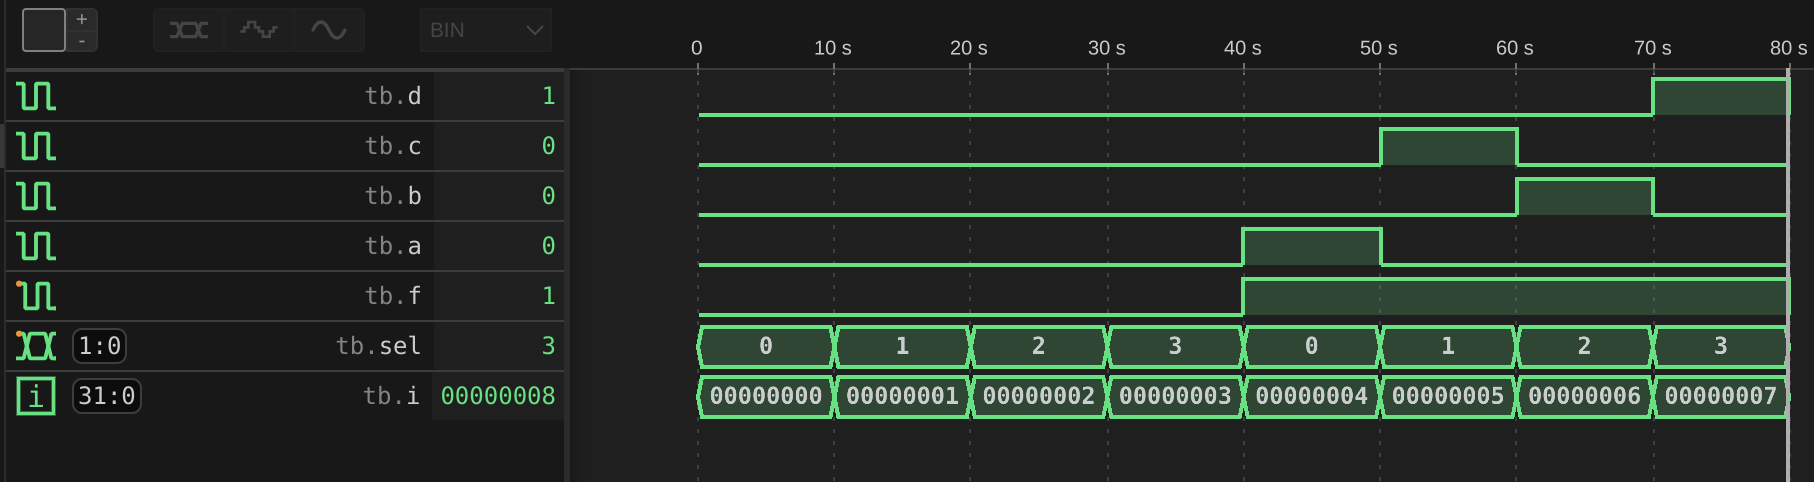 +
-
BIN
0 10 s 20 s 30 s 40 s 50 s 60 s 70 s 80 s
tb.d 1
tb.c 0
tb.b 0
tb.a 0
tb.f 1
1:0 tb.sel 3 0 1 2 3 0 1 2 3
i 31:0 tb.i 00000008 00000000 00000001 00000002 00000003 00000004 00000005 00000006 00000007